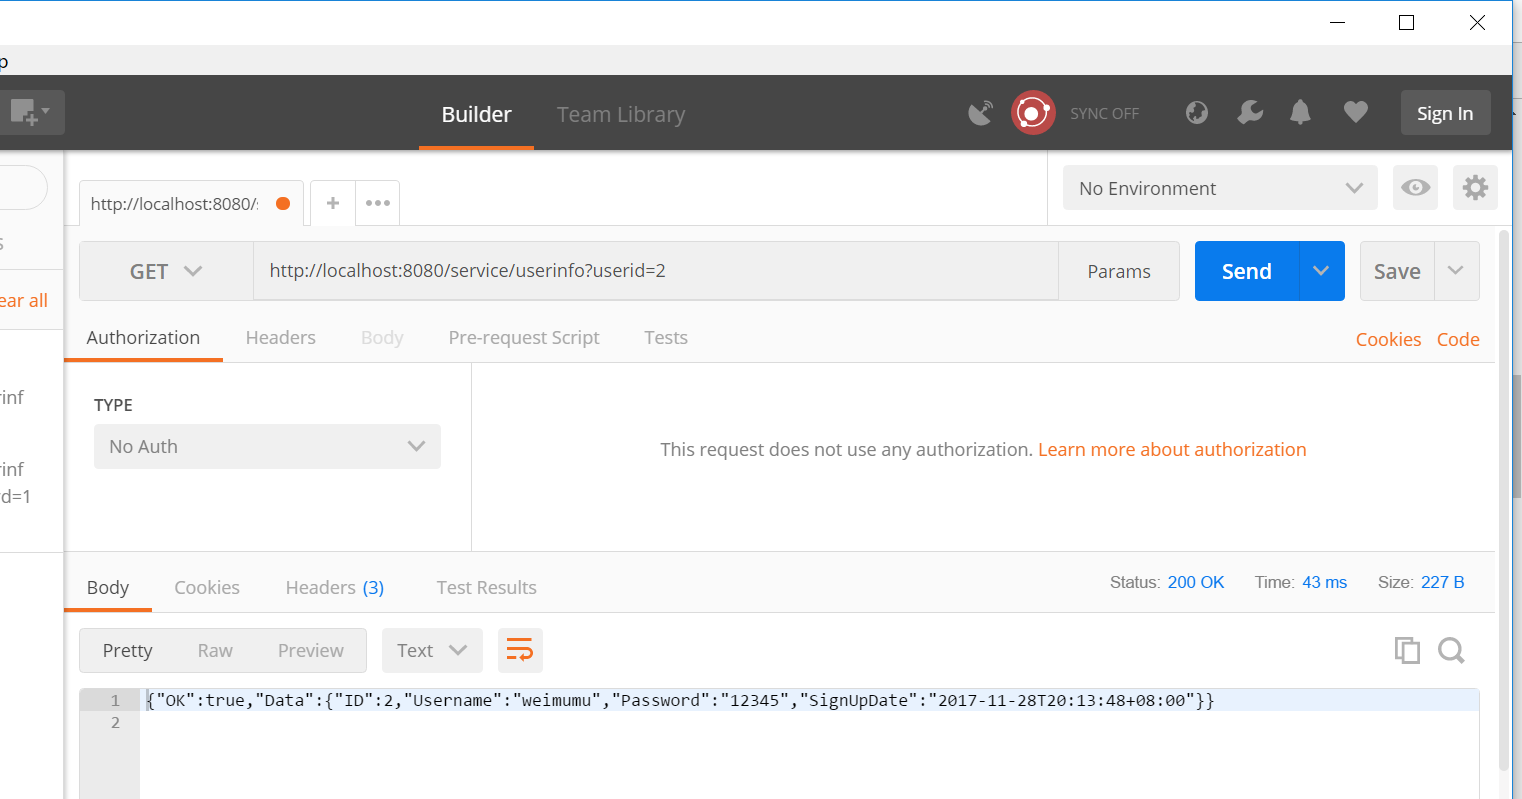 p
Builder Team Library SYNC OFF Sign In
http://localhost:8080/s + ••• No Environment
s
GET http://localhost:8080/service/userinfo?userid=2 Params Send Save
ear all
Authorization Headers Body Pre-request Script Tests Cookies Code
inf
TYPE
No Auth
This request does not use any authorization. Learn more about authorization
inf
d=1
Body Cookies Headers (3) Test Results Status: 200 OK Time: 43 ms Size: 227 B
Pretty Raw Preview Text
1 {"OK":true,"Data":{"ID":2,"Username":"weimumu","Password":"12345","SignUpDate":"2017-11-28T20:13:48+08:00"}}
2